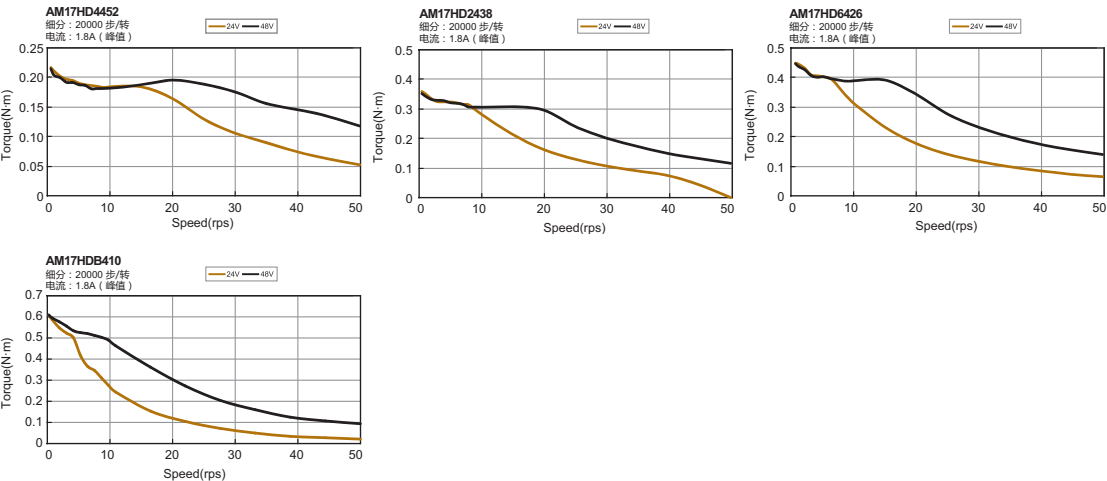 AM17HD4452
细分：20000 步/转
电流：1.8A（峰值）
24V 48V
Torque(N·m)
0.25
0.20
0.15
0.10
0.05
0
0 10 20 30 40 50
Speed(rps)
AM17HD2438
细分：20000 步/转
电流：1.8A（峰值）
24V 48V
Torque(N·m)
0.5
0.4
0.3
0.2
0.1
0
0 10 20 30 40 50
Speed(rps)
AM17HD6426
细分：20000 步/转
电流：1.8A（峰值）
24V 48V
Torque(N·m)
0.5
0.4
0.3
0.2
0.1
0
0 10 20 30 40 50
Speed(rps)
AM17HDB410
细分：20000 步/转
电流：1.8A（峰值）
24V 48V
Torque(N·m)
0.7
0.6
0.5
0.4
0.3
0.2
0.1
0
0 10 20 30 40 50
Speed(rps)